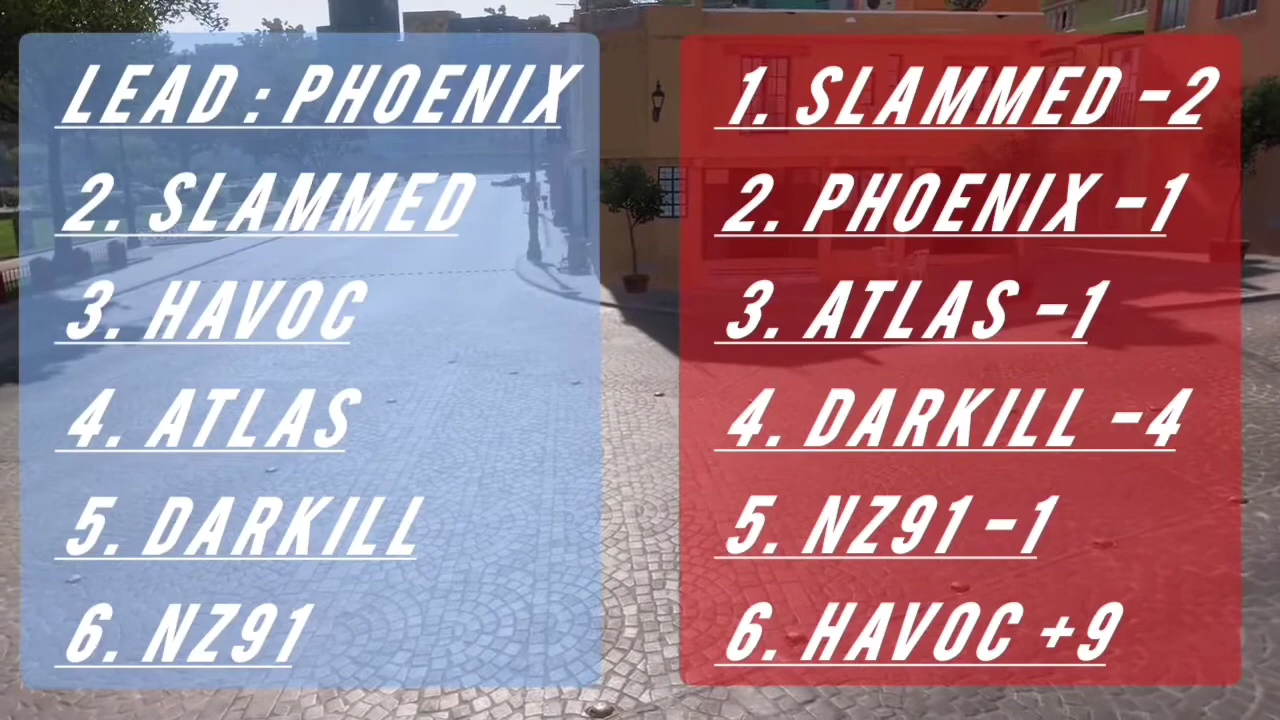 LEAD : PHOENIX
2. SLAMMED
3. HAVOC
4. ATLAS
5. DARKILL
6. NZ91
1. SLAMMED -2
2. PHOENIX -1
3. ATLAS -1
4. DARKILL -4
5. NZ91 -1
6. HAVOC +9